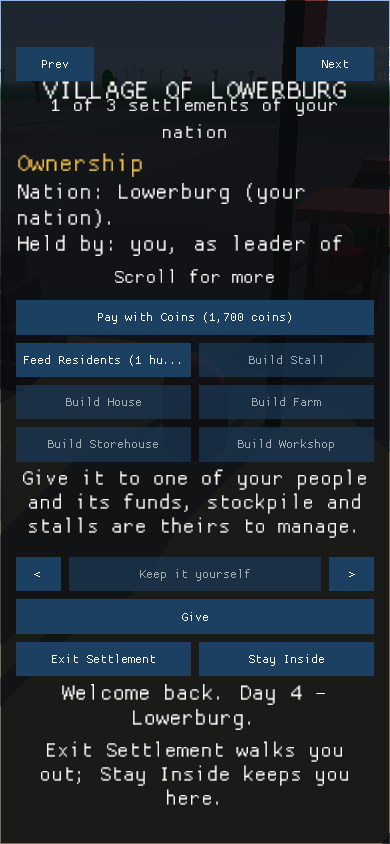 Prev
Next
VILLAGE OF LOWERBURG
1 of 3 settlements of your
nation
Ownership
Nation: Lowerburg (your
nation).
Held by: you, as leader of
Scroll for more
Pay with Coins (1,700 coins)
Feed Residents (1 hu...
Build Stall
Build House
Build Farm
Build Storehouse
Build Workshop
Give it to one of your people
and its funds, stockpile and
stalls are theirs to manage.
<
Keep it yourself
>
Give
Exit Settlement
Stay Inside
Welcome back. Day 4 -
Lowerburg.
Exit Settlement walks you
out; Stay Inside keeps you
here.